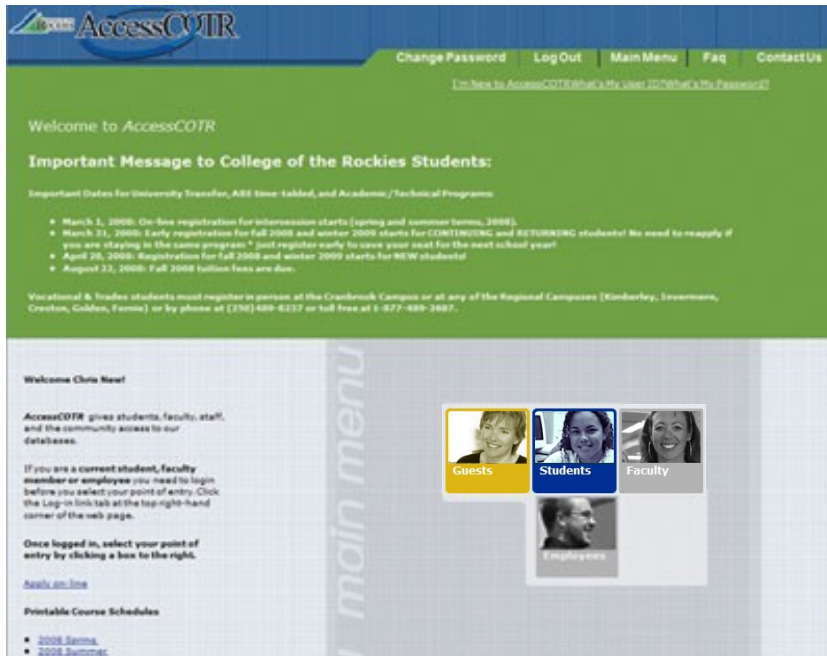 ROCKIES AccessCOTR
Change Password LogOut Main Menu Faq Contact Us
I'm New to AccessCOTR What's My User ID? What's My Password?
Welcome to AccessCOTR
Important Message to College of the Rockies Students:
Important Dates for University Transfer, ABE time-tabled, and Academic/Technical Programs:
• March 1, 2008: On-line registration for intersession starts (spring and summer terms, 2008).
• March 31, 2008: Early registration for fall 2008 and winter 2009 starts for CONTINUING and RETURNING students! No need to reapply if
you are staying in the same program * just register early to save your seat for the next school year!
• April 28, 2008: Registration for fall 2008 and winter 2009 starts for NEW students!
• August 22, 2008: Fall 2008 tuition fees are due.
Vocational & Trades students must register in person at the Cranbrook Campus or at any of the Regional Campuses (Kimberley, Invermere,
Creston, Golden, Fernie) or by phone at (250) 489-8237 or toll free at 1-877-489-2687.
main menu
Welcome Chris New!
AccessCOTR gives students, faculty, staff,
and the community access to our
databases.
If you are a current student, faculty
member or employee you need to login
before you select your point of entry. Click
the Log-in link tab at the top right-hand
corner of the web page.
Once logged in, select your point of
entry by clicking a box to the right.
Apply on-line
Printable Course Schedules
• 2008 Spring
• 2008 Summer
Guests Students Faculty
Employees